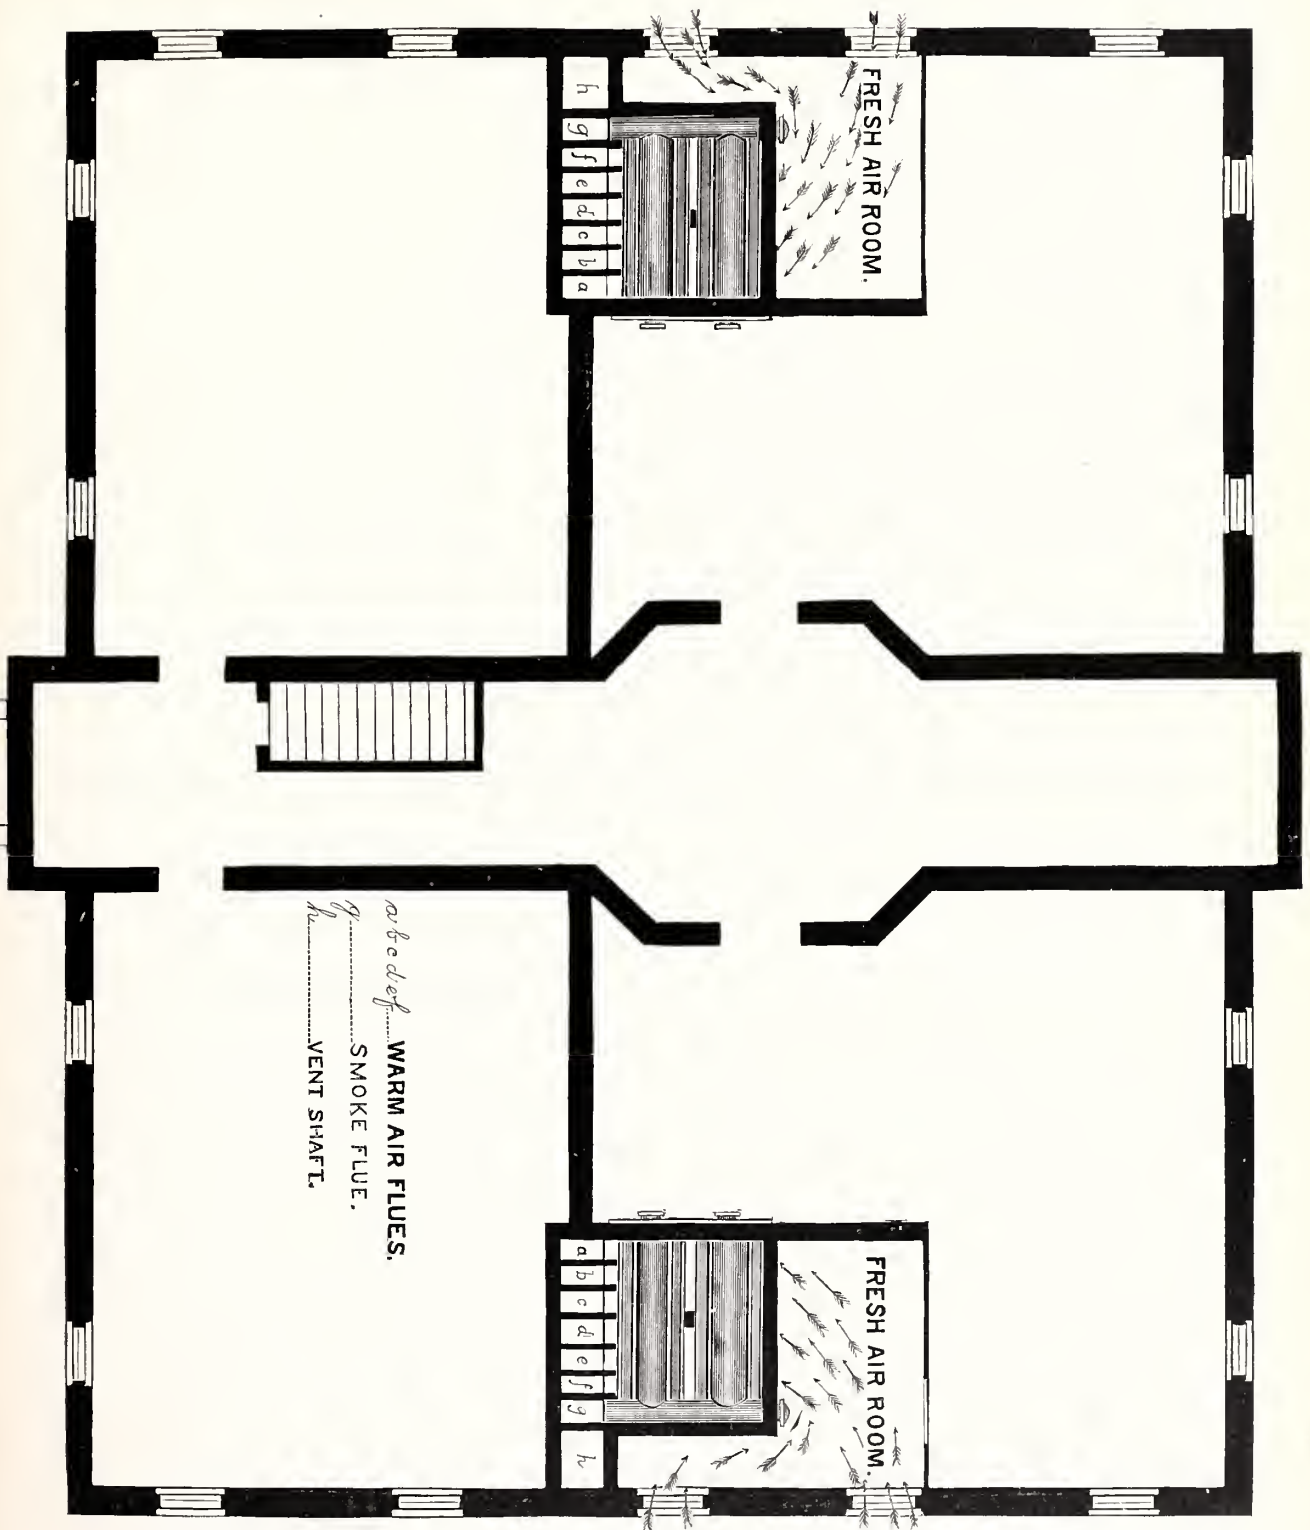 FRESH AIR ROOM.
h
g
f
e
d
c
b
a
a b c d e f ...... WARM AIR FLUES.
g .................. SMOKE FLUE.
h .................. VENT SHAFT.
FRESH AIR ROOM.
a
b
c
d
e
f
g
h